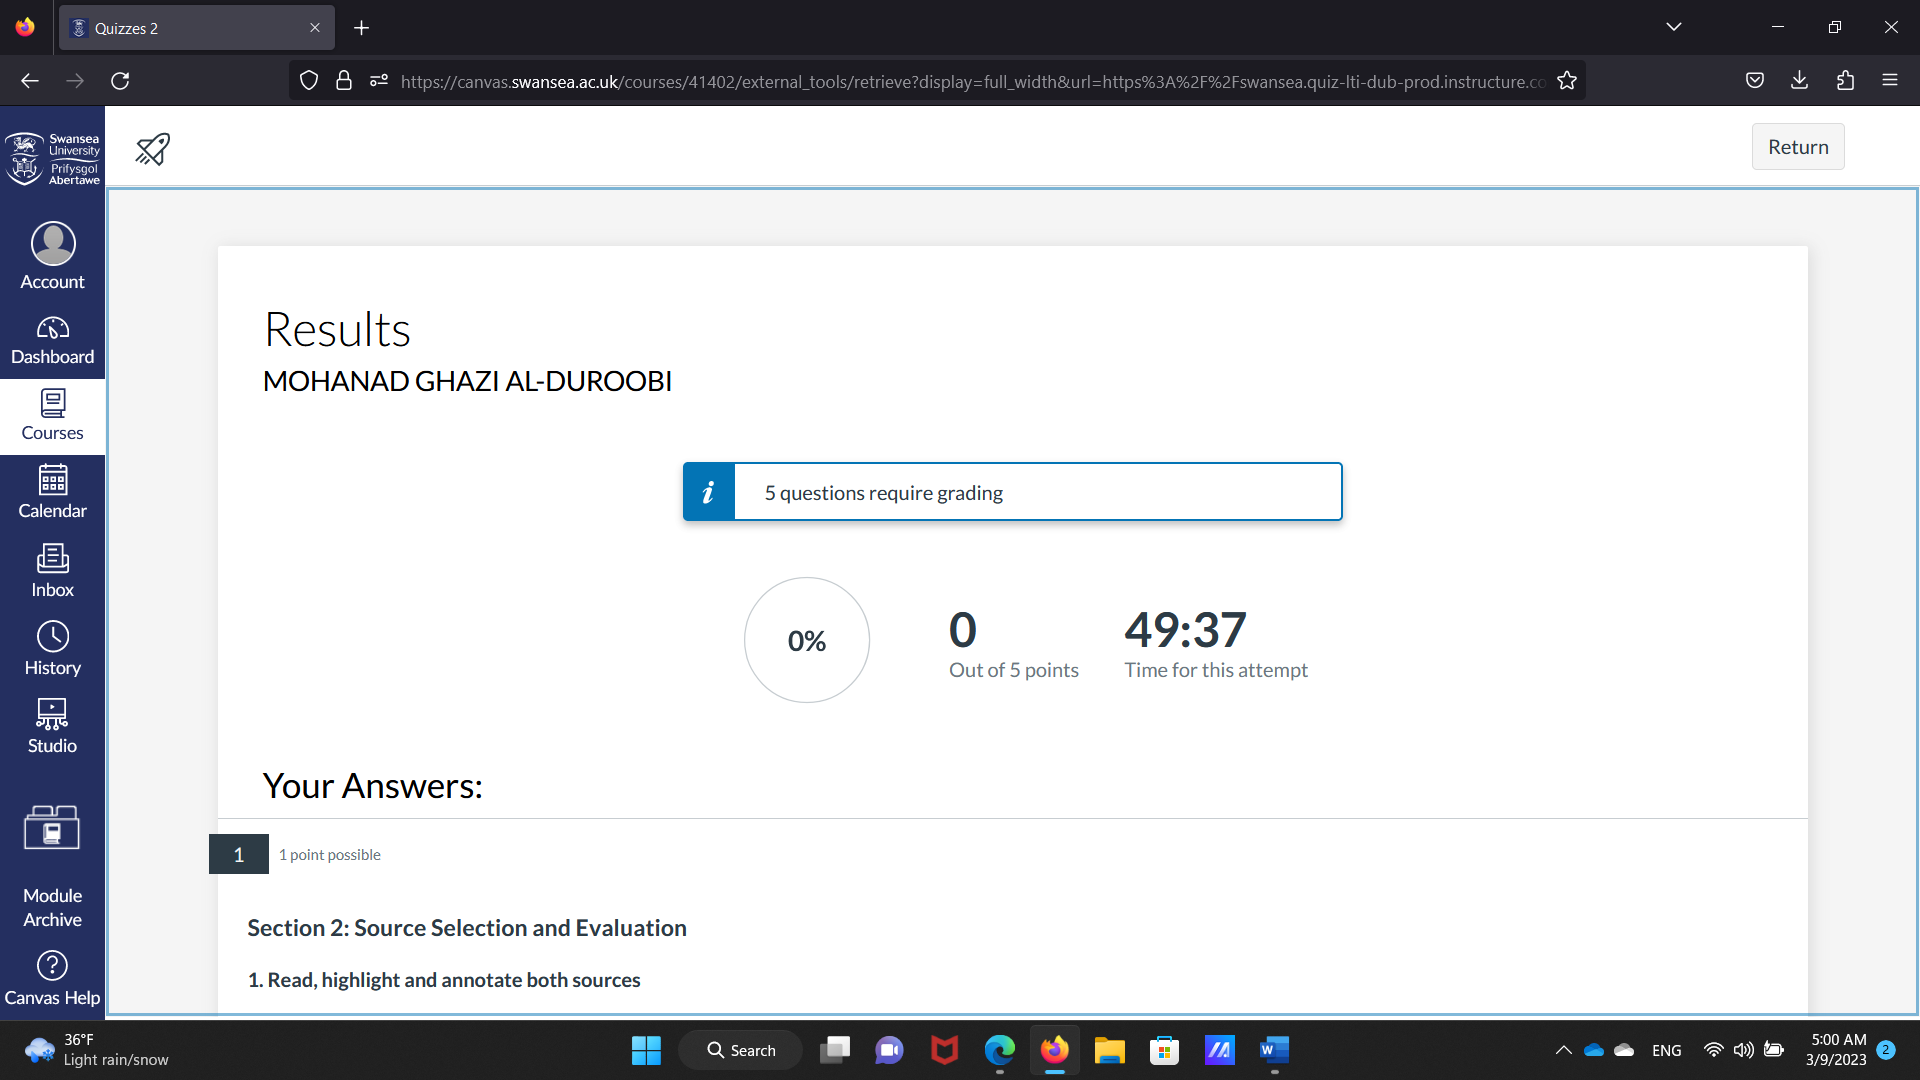 Quizzes 2
https://canvas.swansea.ac.uk/courses/41402/external_tools/retrieve?display=full_width&url=https%3A%2F%2Fswansea.quiz-lti-dub-prod.instructure.co
Swansea
University
Prifysgol
Abertawe
Return
Account
Dashboard
Courses
Calendar
Inbox
History
Studio
Module
Archive
Canvas Help
Results
MOHANAD GHAZI AL-DUROOBI
i 5 questions require grading
0%
0
Out of 5 points
49:37
Time for this attempt
Your Answers:
1 1 point possible
Section 2: Source Selection and Evaluation
1. Read, highlight and annotate both sources
36°F
Light rain/snow
Search
ENG
5:00 AM
3/9/2023
2